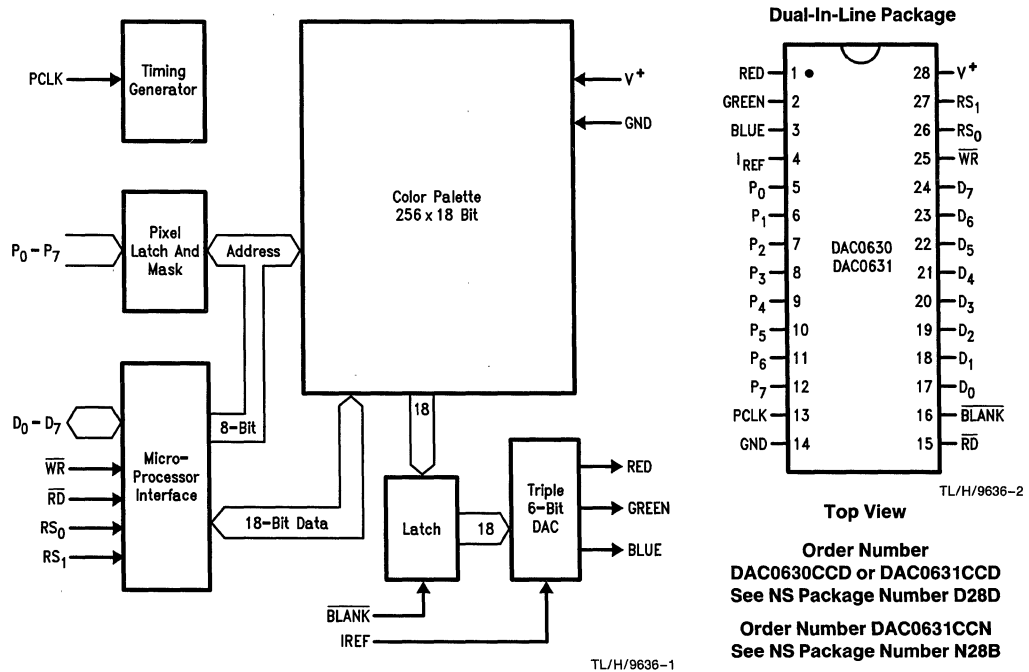 PCLK
Timing
Generator
V+
GND
Color Palette
256 x 18 Bit
P0 – P7
Pixel
Latch And
Mask
Address
D0 – D7
WR
RD
RS0
RS1
Micro-
Processor
Interface
8-Bit
18-Bit Data
18
Latch
18
Triple
6-Bit
DAC
RED
GREEN
BLUE
BLANK
IREF
TL/H/9636–1
Dual-In-Line Package
RED 1 28 V+
GREEN 2 27 RS1
BLUE 3 26 RS0
IREF 4 25 WR
P0 5 24 D7
P1 6 23 D6
P2 7 22 D5
P3 8 21 D4
P4 9 20 D3
P5 10 19 D2
P6 11 18 D1
P7 12 17 D0
PCLK 13 16 BLANK
GND 14 15 RD
DAC0630
DAC0631
TL/H/9636–2
Top View
Order Number
DAC0630CCD or DAC0631CCD
See NS Package Number D28D
Order Number DAC0631CCN
See NS Package Number N28B